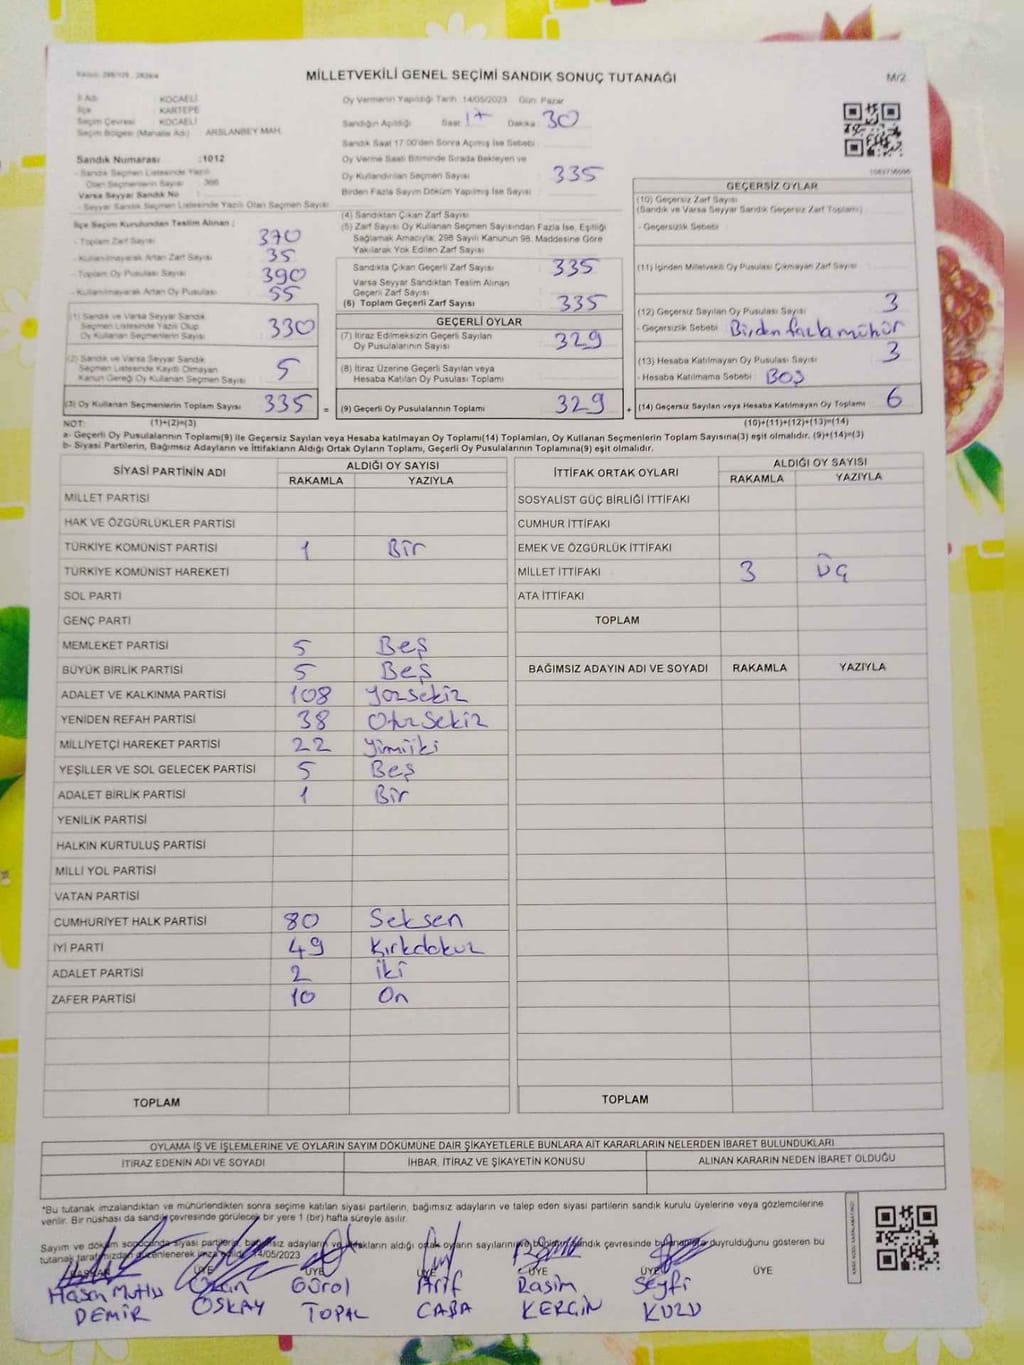 MİLLETVEKİLİ GENEL SEÇİMİ SANDIK SONUÇ TUTANAĞI
M/2
İl Adı : KOCAELİ
İlçe : KARTEPE
Seçim Çevresi : KOCAELİ
Seçim Bölgesi (Mahalle Adı) : ARSLANBEY MAH.
Sandık Numarası : 1012
- Sandık Seçmen Listesinde Yazılı
Olan Seçmenlerin Sayısı : 366
Varsa Seyyar Sandık No :
- Seyyar Sandık Listesinde Yazılı Olan Seçmen Sayısı :
İlçe Seçim Kurulundan Teslim Alınan ;
- Toplam Zarf Sayısı 370
- Kullanılmayarak Artan Zarf Sayısı 35
- Toplam Oy Pusulası Sayısı 390
- Kullanılmayarak Artan Oy Pusulası 55
(1) Sandık ve Varsa Seyyar Sandık
Seçmen Listesinde Yazılı Olup
Oy Kullanan Seçmen Sayısı 330
(2) Sandık ve Varsa Seyyar Sandık
Seçmen Listesinde Kayıtlı Olmayan
Kanun Gereği Oy Kullanan Seçmen Sayısı 5
(3) Oy Kullanan Seçmenlerin Toplam Sayısı 335 =
Oy Vermenin Yapıldığı Tarih :14/05/2023 Gün: Pazar
Sandığın Açıldığı Saat : 17 Dakika : 30
Sandık Saat 17.00'den Sonra Açılmış İse Sebebi :
Oy Verme Saati Bitiminde Sırada Bekleyen ve
Oy Kullandırılan Seçmen Sayısı : 335
Birden Fazla Sayım Döküm Yapılmış İse Sayısı :
(4) Sandıktan Çıkan Zarf Sayısı
(5) Zarf Sayısı Oy Kullanan Seçmen Sayısından Fazla İse, Eşitliği
Sağlamak Amacıyla; 298 Sayılı Kanunun 98. Maddesine Göre
Yakılarak Yok Edilen Zarf Sayısı
Sandıkta Çıkan Geçerli Zarf Sayısı 335
Varsa Seyyar Sandıktan Teslim Alınan
Geçerli Zarf Sayısı
(6) Toplam Geçerli Zarf Sayısı 335
GEÇERLİ OYLAR
(7) İtiraz Edilmeksizin Geçerli Sayılan
Oy Pusulalarının Sayısı 329
(8) İtiraz Üzerine Geçerli Sayılan veya
Hesaba Katılan Oy Pusulası Toplamı
(9) Geçerli Oy Pusulalarının Toplamı 329 +
GEÇERSİZ OYLAR
(10) Geçersiz Zarf Sayısı
(Sandık ve Varsa Seyyar Sandık Geçersiz Zarf Toplamı)
- Geçersizlik Sebebi
(11) İçinden Milletvekili Oy Pusulası Çıkmayan Zarf Sayısı
(12) Geçersiz Sayılan Oy Pusulası Sayısı 3
- Geçersizlik Sebebi Birden fazla mühür
(13) Hesaba Katılmayan Oy Pusulası Sayısı 3
- Hesaba Katılmama Sebebi BOŞ
(14) Geçersiz Sayılan veya Hesaba Katılmayan Oy Toplamı 6
NOT: (1)+(2)=(3) (10)+(11)+(12)+(13)=(14)
a- Geçerli Oy Pusulalarının Toplamı(9) ile Geçersiz Sayılan veya Hesaba katılmayan Oy Toplamı(14) Toplamları, Oy Kullanan Seçmenlerin Toplam Sayısına(3) eşit olmalıdır. (9)+(14)=(3)
b- Siyasi Partilerin, Bağımsız Adayların ve İttifakların Aldığı Ortak Oyların Toplamı, Geçerli Oy Pusulalarının Toplamına(9) eşit olmalıdır.
SİYASİ PARTİNİN ADI ALDIĞI OY SAYISI
RAKAMLA YAZIYLA
MİLLET PARTİSİ
HAK VE ÖZGÜRLÜKLER PARTİSİ
TÜRKİYE KOMÜNİST PARTİSİ 1 Bir
TÜRKİYE KOMÜNİST HAREKETİ
SOL PARTİ
GENÇ PARTİ
MEMLEKET PARTİSİ 5 Beş
BÜYÜK BİRLİK PARTİSİ 5 Beş
ADALET VE KALKINMA PARTİSİ 108 Yüzsekiz
YENİDEN REFAH PARTİSİ 38 Otuzsekiz
MİLLİYETÇİ HAREKET PARTİSİ 22 Yirmiiki
YEŞİLLER VE SOL GELECEK PARTİSİ 5 Beş
ADALET BİRLİK PARTİSİ 1 Bir
YENİLİK PARTİSİ
HALKIN KURTULUŞ PARTİSİ
MİLLİ YOL PARTİSİ
VATAN PARTİSİ
CUMHURİYET HALK PARTİSİ 80 Seksen
İYİ PARTİ 49 Kırkdokuz
ADALET PARTİSİ 2 İki
ZAFER PARTİSİ 10 On
TOPLAM
İTTİFAK ORTAK OYLARI ALDIĞI OY SAYISI
RAKAMLA YAZIYLA
SOSYALİST GÜÇ BİRLİĞİ İTTİFAKI
CUMHUR İTTİFAKI
EMEK VE ÖZGÜRLÜK İTTİFAKI
MİLLET İTTİFAKI 3 Üç
ATA İTTİFAKI
TOPLAM
BAĞIMSIZ ADAYIN ADI VE SOYADI RAKAMLA YAZIYLA
TOPLAM
OYLAMA İŞ VE İŞLEMLERİNE VE OYLARIN SAYIM DÖKÜMÜNE DAİR ŞİKAYETLERLE BUNLARA AİT KARARLARIN NELERDEN İBARET BULUNDUKLARI
İTİRAZ EDENİN ADI VE SOYADI İHBAR, İTİRAZ VE ŞİKAYETİN KONUSU ALINAN KARARIN NEDEN İBARET OLDUĞU
*Bu tutanak imzalandıktan ve mühürlendikten sonra seçime katılan siyasi partilerin, bağımsız adayların ve talep eden siyasi partilerin sandık kurulu üyelerine veya gözlemcilerine
verilir. Bir nüshası da sandık çevresinde görülecek bir yere 1 (bir) hafta süreyle asılır.
Sayım ve döküm sonucunda siyasi partilerin, bağımsız adayların ve ittifakların aldığı ortak oyların sayılarının ve bunların sandık çevresinde duyurulduğunu gösteren bu
tutanak tarafımızdan düzenlenerek imza edildi. 14/05/2023
BAŞKAN ÜYE ÜYE ÜYE ÜYE ÜYE ÜYE
Hasan Mutlu Ozan Gürol Arif Rasim Seyfi
DEMİR ÖSKAY TOPAL CABA KERGİN KUZU